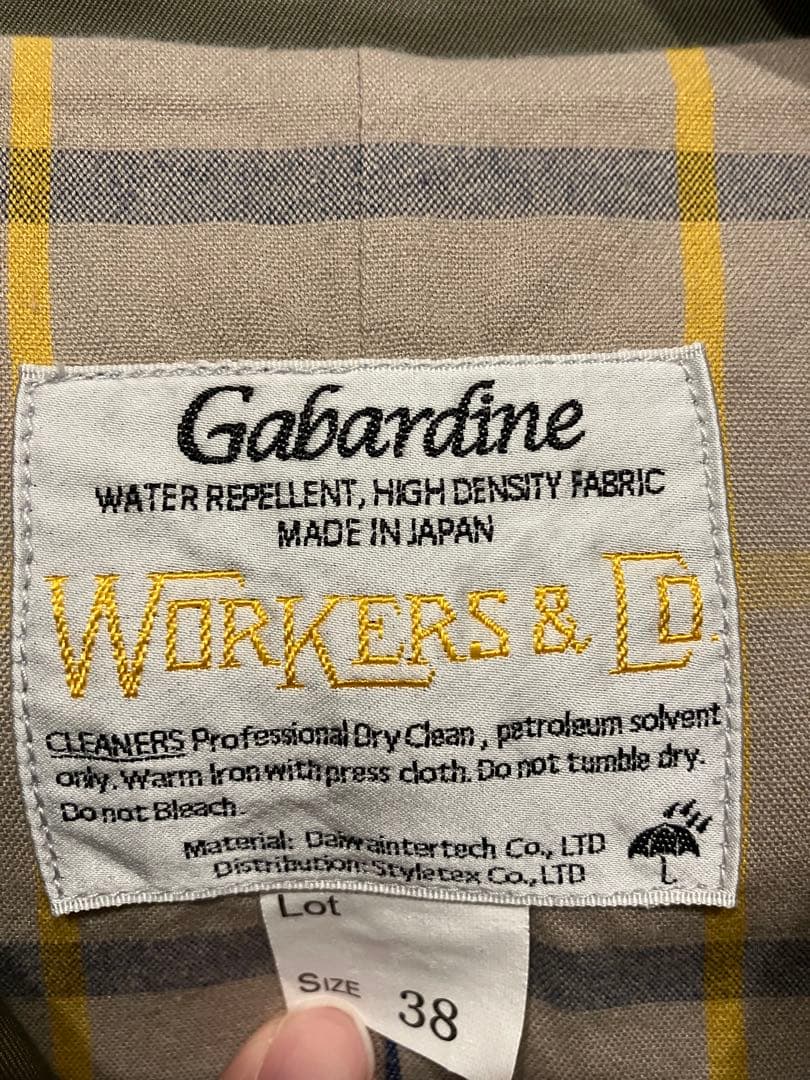 Gabardine
WATER REPELLENT, HIGH DENSITY FABRIC
MADE IN JAPAN
WORKERS & CO.
CLEANERS Professional Dry Clean, petroleum solvent
only. Warm Iron with press cloth. Do not tumble dry.
Do not Bleach.
Material: Daiwaintertech Co., LTD
Distribution: Styletex Co., LTD
Lot
SIZE 38